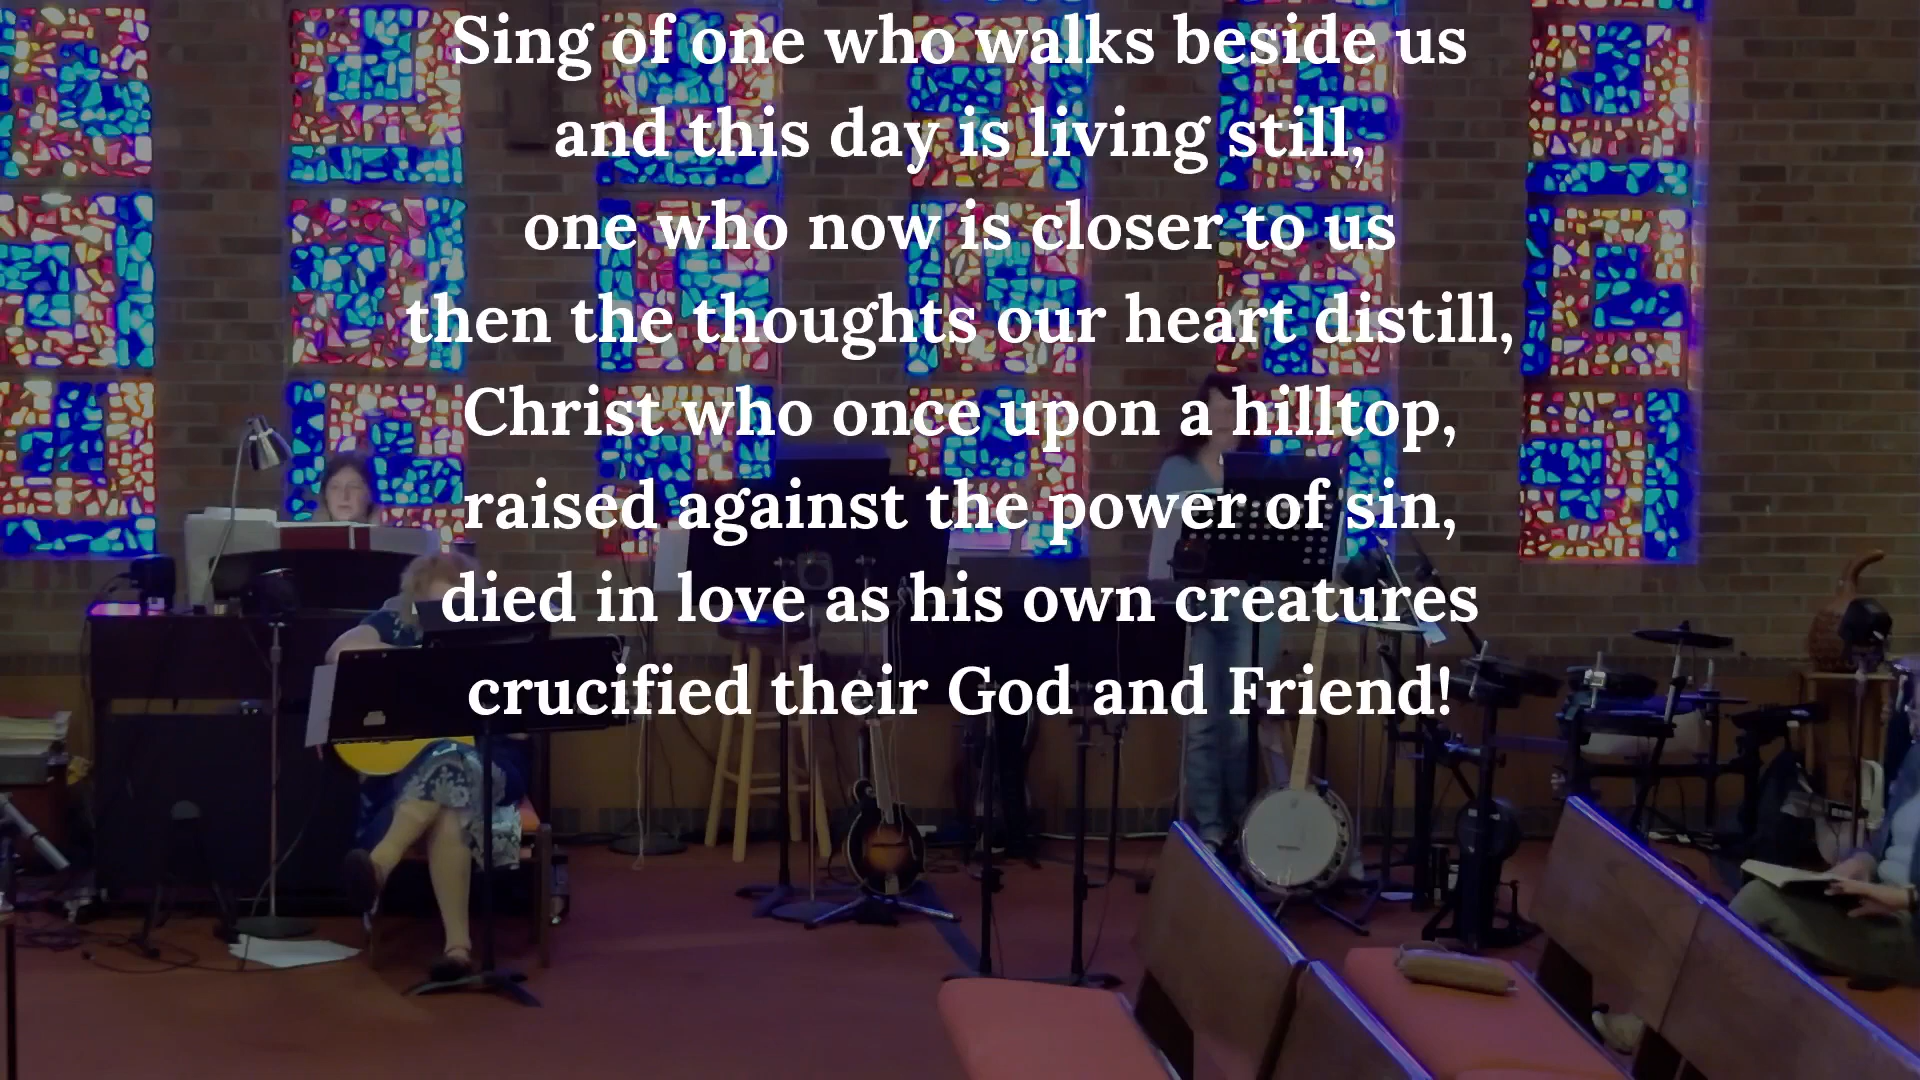 Sing of one who walks beside us
and this day is living still,
one who now is closer to us
then the thoughts our heart distill,
Christ who once upon a hilltop,
raised against the power of sin,
died in love as his own creatures
crucified their God and Friend!